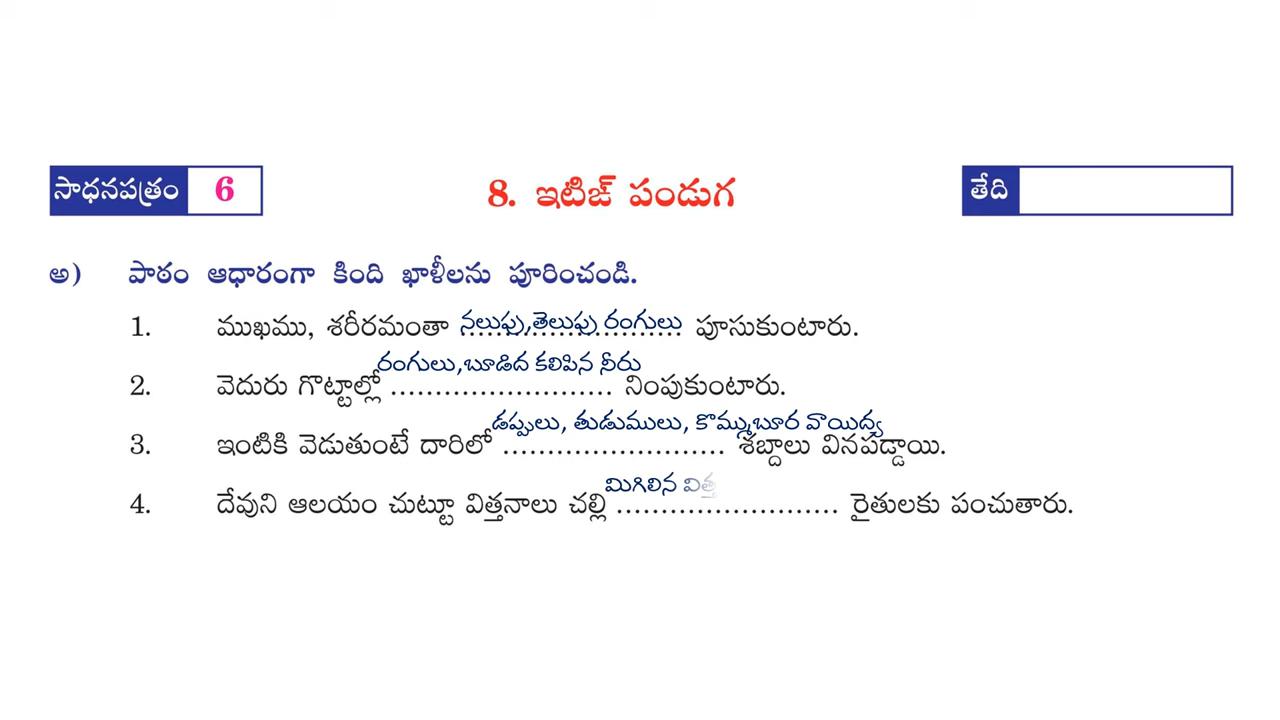 సాధనపత్రం 6
8. ఇటిఙ్ పండుగ
తేది
అ) పాఠం ఆధారంగా కింది ఖాళీలను పూరించండి.
1. ముఖము, శరీరమంతా నలుపు,తెలుపు రంగులు పూసుకుంటారు.
రంగులు,బూడిద కలిపిన నీరు
2. వెదురు గొట్టాల్లో ......................... నింపుకుంటారు.
డప్పులు, తుడుములు, కొమ్ముబూర వాయిద్య
3. ఇంటికి వెడుతుంటే దారిలో ......................... శబ్దాలు వినపడ్డాయి.
మిగిలిన
4. దేవుని ఆలయం చుట్టూ విత్తనాలు చల్లి ......................... రైతులకు పంచుతారు.